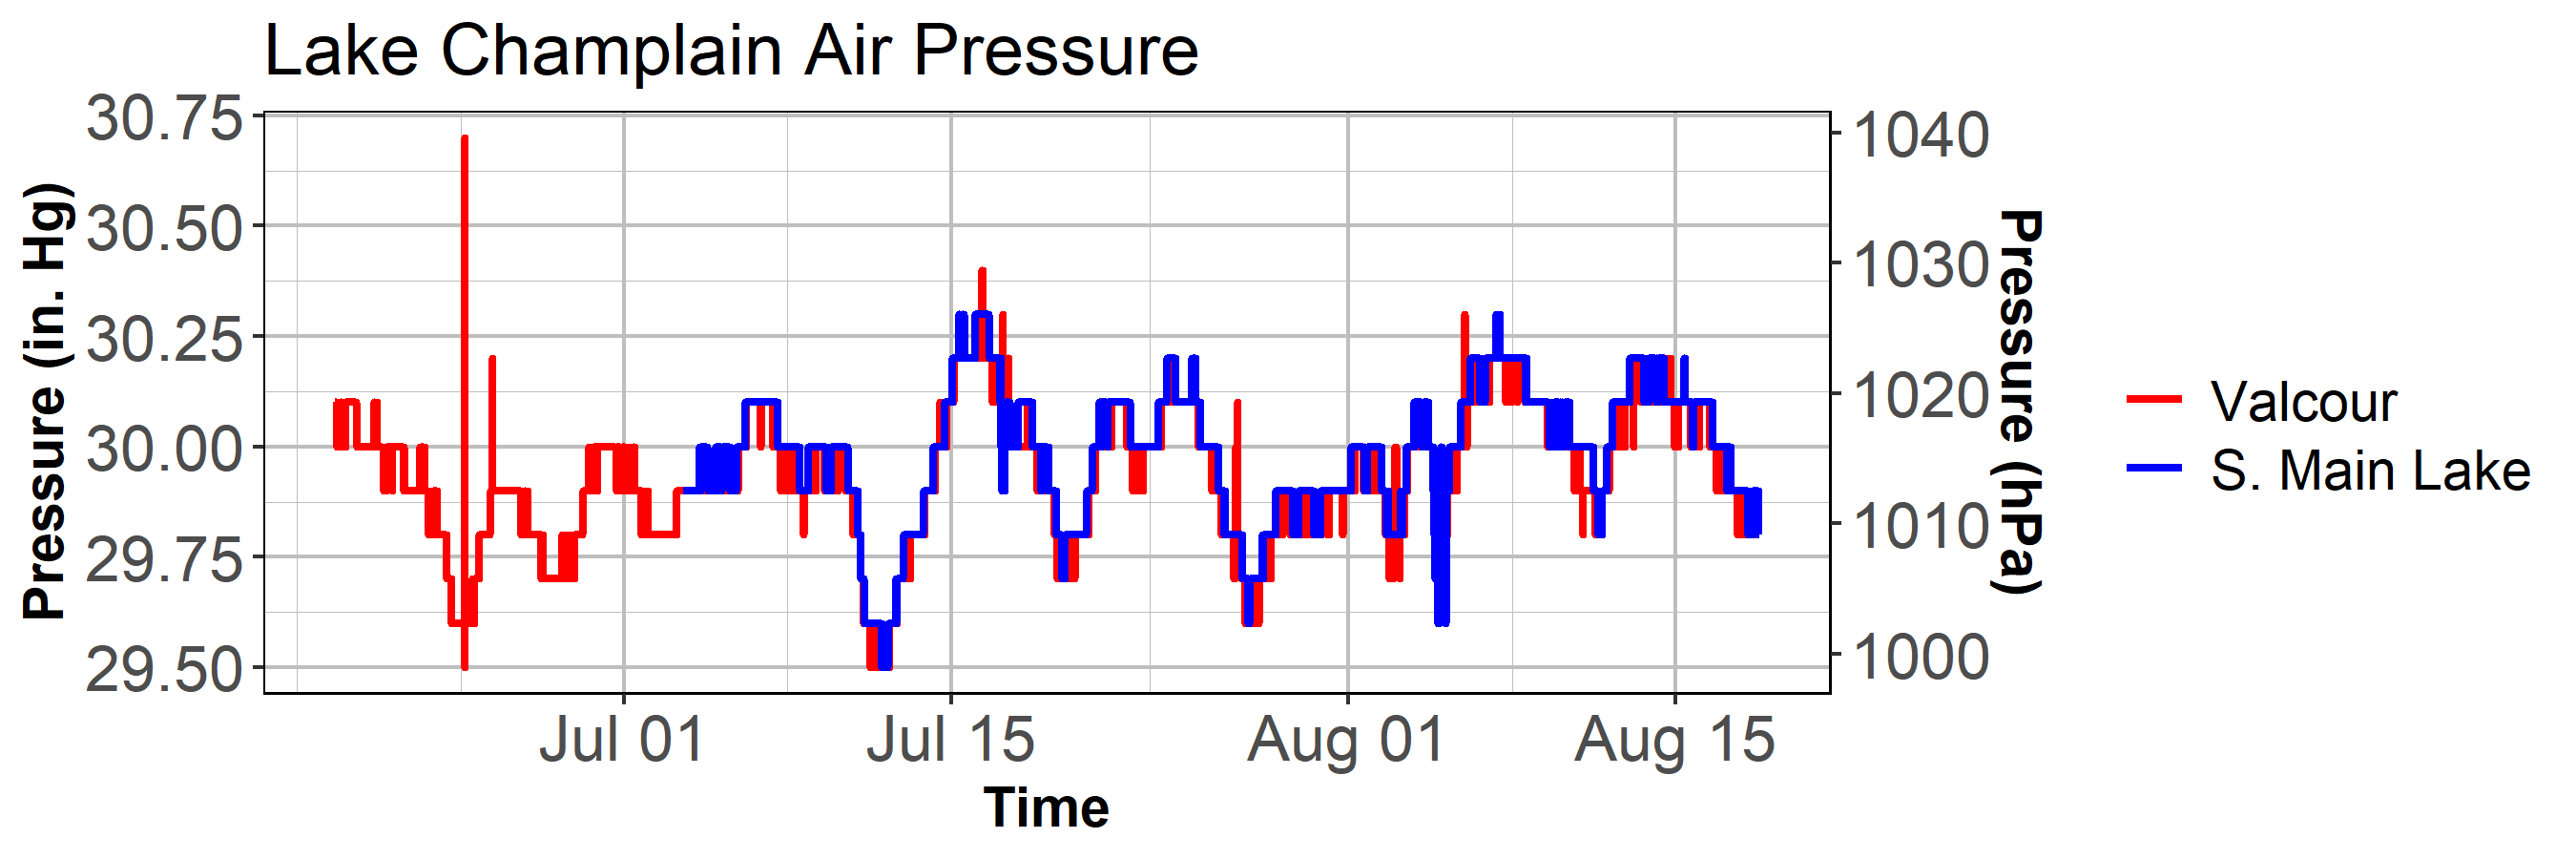 Lake Champlain Air Pressure
30.75
30.50
30.25
30.00
29.75
29.50
Pressure (in. Hg)
1040
1030
1020
1010
1000
Pressure (hPa)
Jul 01
Jul 15
Aug 01
Aug 15
Time
Valcour
S. Main Lake